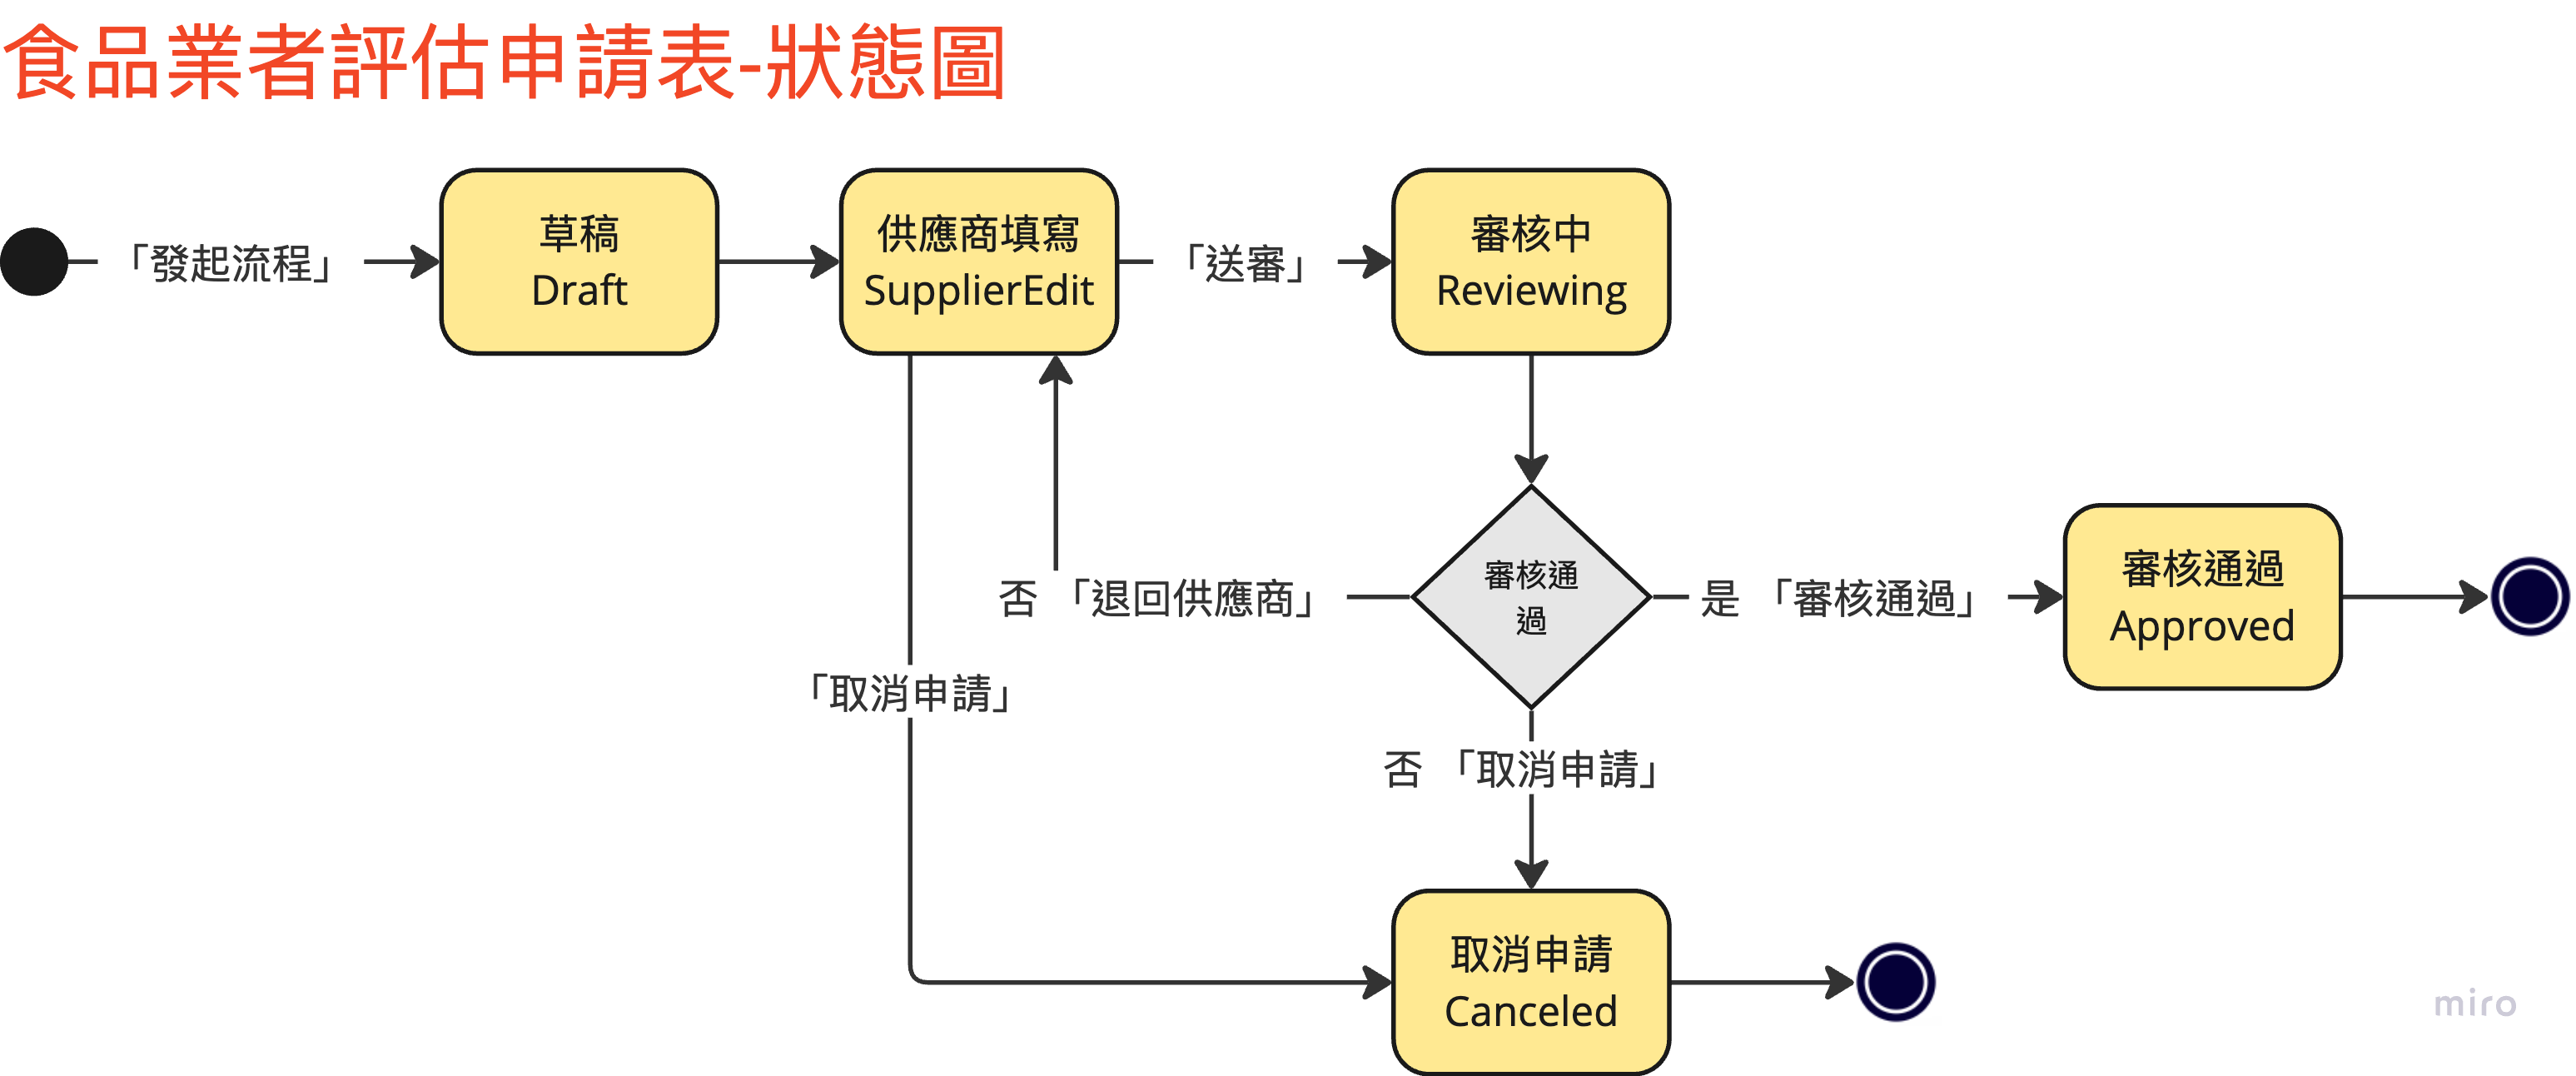 食品業者評估申請表-狀態圖
「發起流程」
草稿
Draft
供應商填寫
SupplierEdit
「送審」
審核中
Reviewing
審核通
過
否 「退回供應商」
是 「審核通過」
審核通過
Approved
「取消申請」
否 「取消申請」
取消申請
Canceled
miro